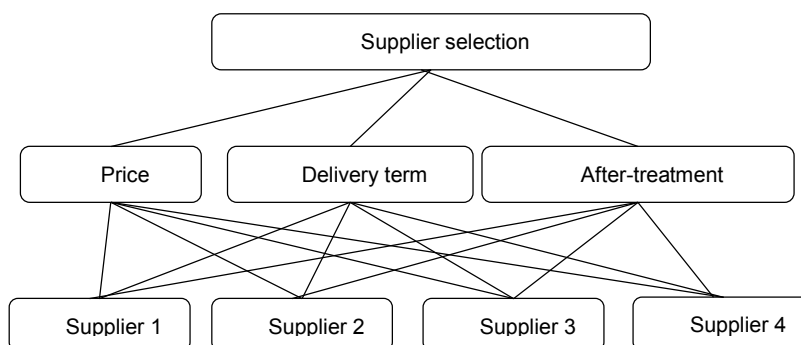 Supplier selection
Price
Delivery term
After-treatment
Supplier 1
Supplier 2
Supplier 3
Supplier 4